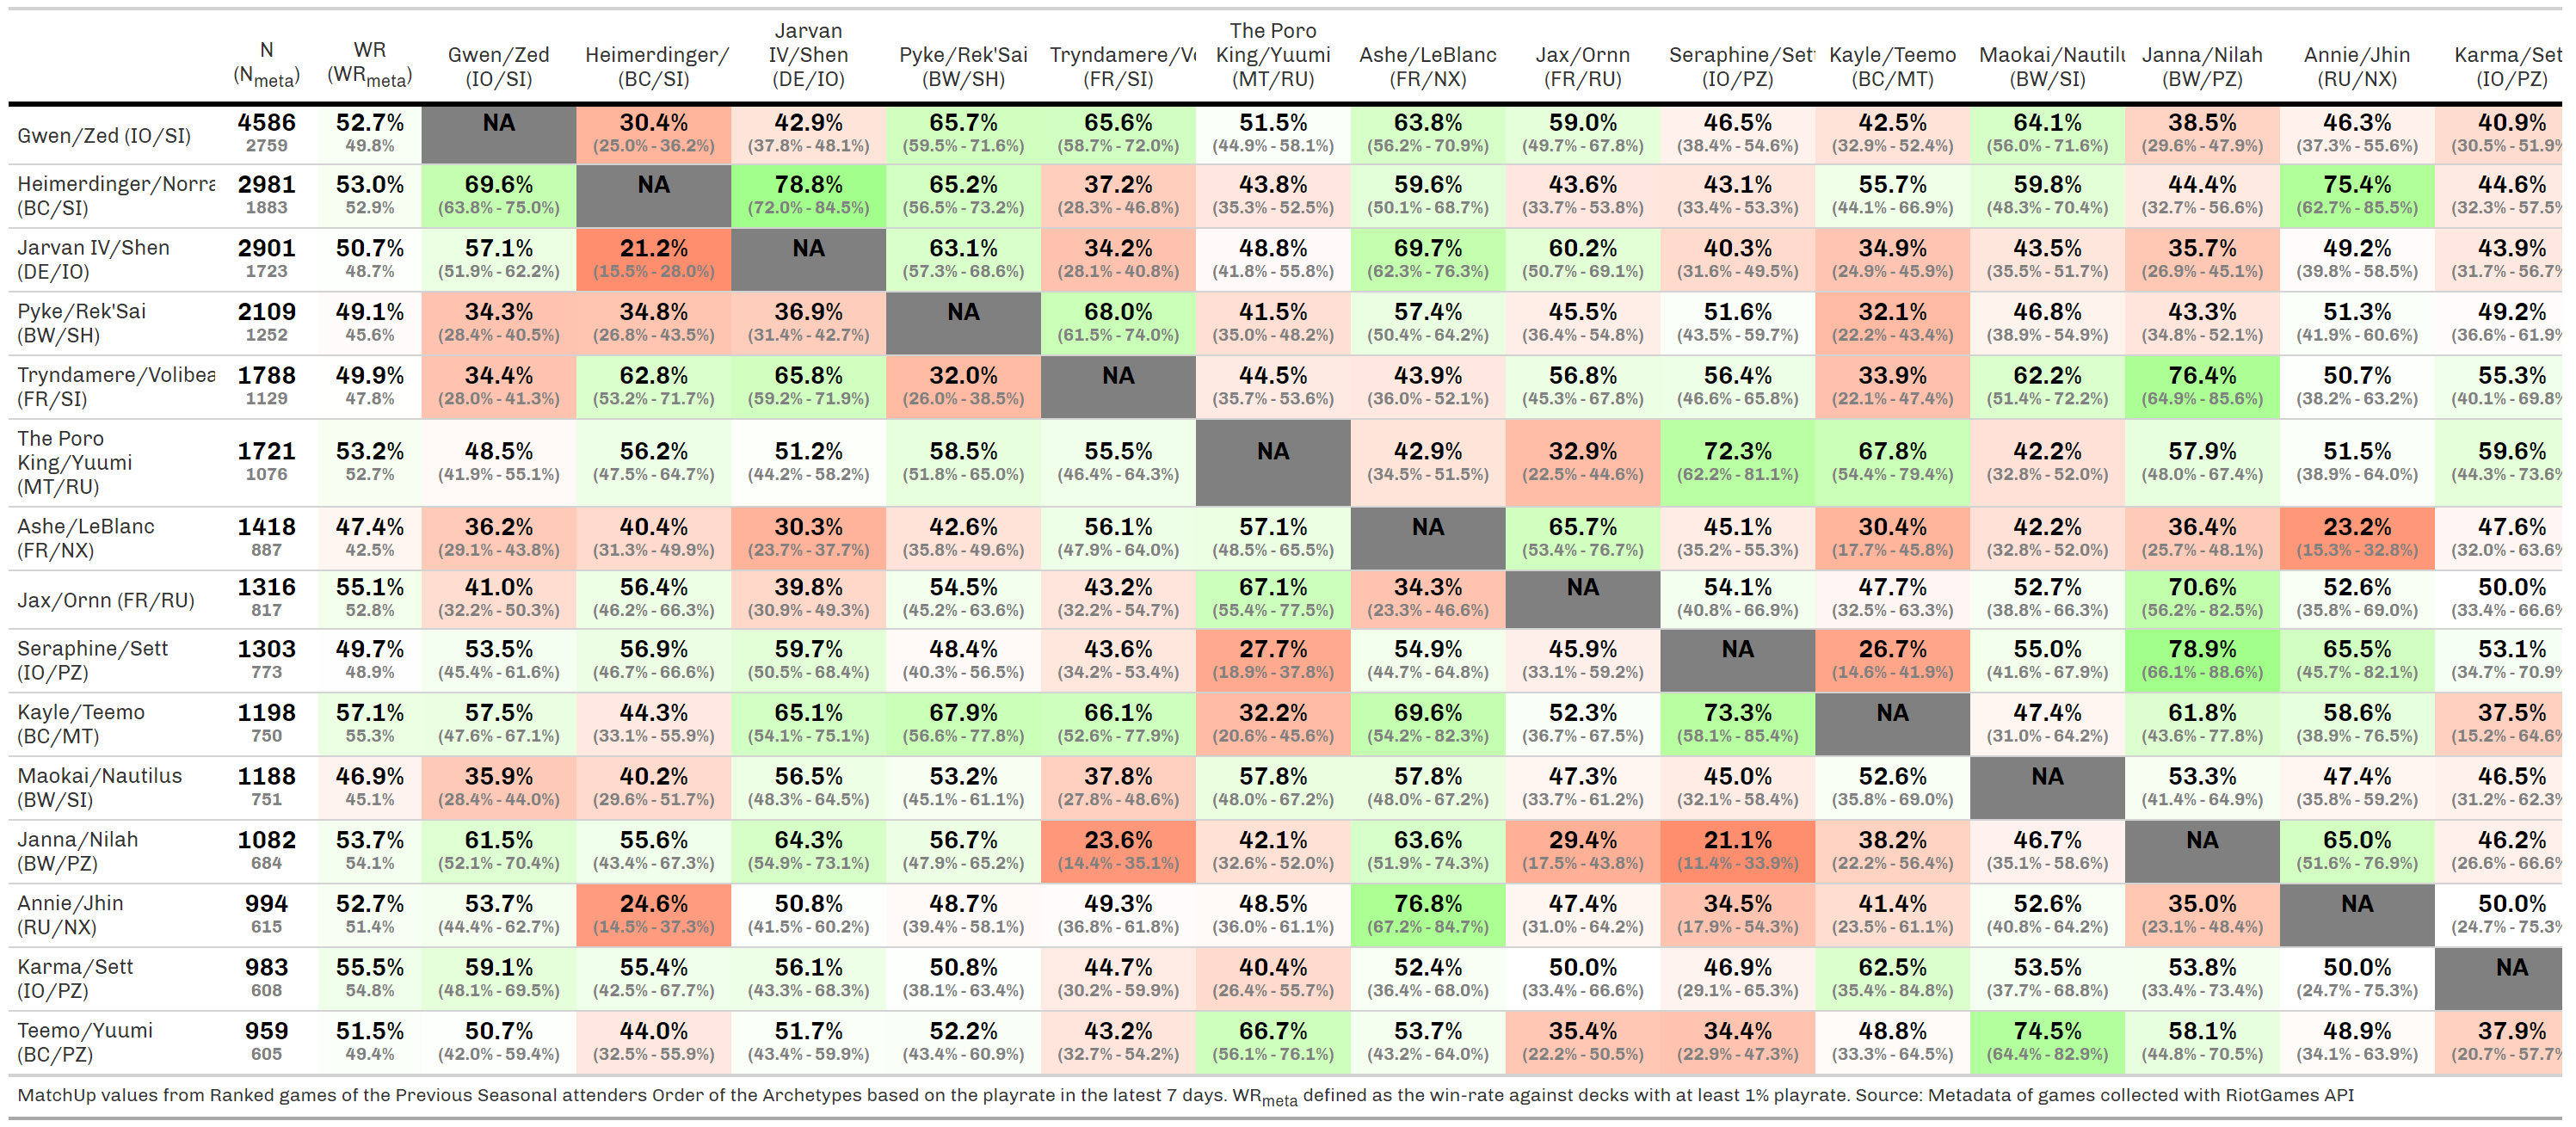 N (N_meta) WR (WR_meta) Gwen/Zed (IO/SI) Heimerdinger/ (BC/SI) Jarvan IV/Shen (DE/IO) Pyke/Rek'Sai (BW/SH) Tryndamere/Vo (FR/SI) The Poro King/Yuumi (MT/RU) Ashe/LeBlanc (FR/NX) Jax/Ornn (FR/RU) Seraphine/Sett (IO/PZ) Kayle/Teemo (BC/MT) Maokai/Nautilu (BW/SI) Janna/Nilah (BW/PZ) Annie/Jhin (RU/NX) Karma/Set (IO/PZ)
Gwen/Zed (IO/SI) 4586 52.7% NA 30.4% 42.9% 65.7% 65.6% 51.5% 63.8% 59.0% 46.5% 42.5% 64.1% 38.5% 46.3% 40.9%
2759 49.8% (25.0% - 36.2%) (37.8% - 48.1%) (59.5% - 71.6%) (58.7% - 72.0%) (44.9% - 58.1%) (56.2% - 70.9%) (49.7% - 67.8%) (38.4% - 54.6%) (32.9% - 52.4%) (56.0% - 71.6%) (29.6% - 47.9%) (37.3% - 55.6%) (30.5% - 51.9%
Heimerdinger/Norra 2981 53.0% 69.6% NA 78.8% 65.2% 37.2% 43.8% 59.6% 43.6% 43.1% 55.7% 59.8% 44.4% 75.4% 44.6%
(BC/SI) 1883 52.9% (63.8% - 75.0%) (72.0% - 84.5%) (56.5% - 73.2%) (28.3% - 46.8%) (35.3% - 52.5%) (50.1% - 68.7%) (33.7% - 53.8%) (33.4% - 53.3%) (44.1% - 66.9%) (48.3% - 70.4%) (32.7% - 56.6%) (62.7% - 85.5%) (32.3% - 57.5%
Jarvan IV/Shen 2901 50.7% 57.1% 21.2% NA 63.1% 34.2% 48.8% 69.7% 60.2% 40.3% 34.9% 43.5% 35.7% 49.2% 43.9%
(DE/IO) 1723 48.7% (51.9% - 62.2%) (15.5% - 28.0%) (57.3% - 68.6%) (28.1% - 40.8%) (41.8% - 55.8%) (62.3% - 76.3%) (50.7% - 69.1%) (31.6% - 49.5%) (24.9% - 45.9%) (35.5% - 51.7%) (26.9% - 45.1%) (39.8% - 58.5%) (31.7% - 56.7%
Pyke/Rek'Sai 2109 49.1% 34.3% 34.8% 36.9% NA 68.0% 41.5% 57.4% 45.5% 51.6% 32.1% 46.8% 43.3% 51.3% 49.2%
(BW/SH) 1252 45.6% (28.4% - 40.5%) (26.8% - 43.5%) (31.4% - 42.7%) (61.5% - 74.0%) (35.0% - 48.2%) (50.4% - 64.2%) (36.4% - 54.8%) (43.5% - 59.7%) (22.2% - 43.4%) (38.9% - 54.9%) (34.8% - 52.1%) (41.9% - 60.6%) (36.6% - 61.9%
Tryndamere/Volibea 1788 49.9% 34.4% 62.8% 65.8% 32.0% NA 44.5% 43.9% 56.8% 56.4% 33.9% 62.2% 76.4% 50.7% 55.3%
(FR/SI) 1129 47.8% (28.0% - 41.3%) (53.2% - 71.7%) (59.2% - 71.9%) (26.0% - 38.5%) (35.7% - 53.6%) (36.0% - 52.1%) (45.3% - 67.8%) (46.6% - 65.8%) (22.1% - 47.4%) (51.4% - 72.2%) (64.9% - 85.6%) (38.2% - 63.2%) (40.1% - 69.8%
The Poro
King/Yuumi 1721 53.2% 48.5% 56.2% 51.2% 58.5% 55.5% NA 42.9% 32.9% 72.3% 67.8% 42.2% 57.9% 51.5% 59.6%
(MT/RU) 1076 52.7% (41.9% - 55.1%) (47.5% - 64.7%) (44.2% - 58.2%) (51.8% - 65.0%) (46.4% - 64.3%) (34.5% - 51.5%) (22.5% - 44.6%) (62.2% - 81.1%) (54.4% - 79.4%) (32.8% - 52.0%) (48.0% - 67.4%) (38.9% - 64.0%) (44.3% - 73.6%
Ashe/LeBlanc 1418 47.4% 36.2% 40.4% 30.3% 42.6% 56.1% 57.1% NA 65.7% 45.1% 30.4% 42.2% 36.4% 23.2% 47.6%
(FR/NX) 887 42.5% (29.1% - 43.8%) (31.3% - 49.9%) (23.7% - 37.7%) (35.8% - 49.6%) (47.9% - 64.0%) (48.5% - 65.5%) (53.4% - 76.7%) (35.2% - 55.3%) (17.7% - 45.8%) (32.8% - 52.0%) (25.7% - 48.1%) (15.3% - 32.8%) (32.0% - 63.6%
Jax/Ornn (FR/RU) 1316 55.1% 41.0% 56.4% 39.8% 54.5% 43.2% 67.1% 34.3% NA 54.1% 47.7% 52.7% 70.6% 52.6% 50.0%
817 52.8% (32.2% - 50.3%) (46.2% - 66.3%) (30.9% - 49.3%) (45.2% - 63.6%) (32.2% - 54.7%) (55.4% - 77.5%) (23.3% - 46.6%) (40.8% - 66.9%) (32.5% - 63.3%) (38.8% - 66.3%) (56.2% - 82.5%) (35.8% - 69.0%) (33.4% - 66.6%
Seraphine/Sett 1303 49.7% 53.5% 56.9% 59.7% 48.4% 43.6% 27.7% 54.9% 45.9% NA 26.7% 55.0% 78.9% 65.5% 53.1%
(IO/PZ) 773 48.9% (45.4% - 61.6%) (46.7% - 66.6%) (50.5% - 68.4%) (40.3% - 56.5%) (34.2% - 53.4%) (18.9% - 37.8%) (44.7% - 64.8%) (33.1% - 59.2%) (14.6% - 41.9%) (41.6% - 67.9%) (66.1% - 88.6%) (45.7% - 82.1%) (34.7% - 70.9%
Kayle/Teemo 1198 57.1% 57.5% 44.3% 65.1% 67.9% 66.1% 32.2% 69.6% 52.3% 73.3% NA 47.4% 61.8% 58.6% 37.5%
(BC/MT) 750 55.3% (47.6% - 67.1%) (33.1% - 55.9%) (54.1% - 75.1%) (56.6% - 77.8%) (52.6% - 77.9%) (20.6% - 45.6%) (54.2% - 82.3%) (36.7% - 67.5%) (58.1% - 85.4%) (31.0% - 64.2%) (43.6% - 77.8%) (38.9% - 76.5%) (15.2% - 64.6%
Maokai/Nautilus 1188 46.9% 35.9% 40.2% 56.5% 53.2% 37.8% 57.8% 57.8% 47.3% 45.0% 52.6% NA 53.3% 47.4% 46.5%
(BW/SI) 751 45.1% (28.4% - 44.0%) (29.6% - 51.7%) (48.3% - 64.5%) (45.1% - 61.1%) (27.8% - 48.6%) (48.0% - 67.2%) (48.0% - 67.2%) (33.7% - 61.2%) (32.1% - 58.4%) (35.8% - 69.0%) (41.4% - 64.9%) (35.8% - 59.2%) (31.2% - 62.3%
Janna/Nilah 1082 53.7% 61.5% 55.6% 64.3% 56.7% 23.6% 42.1% 63.6% 29.4% 21.1% 38.2% 46.7% NA 65.0% 46.2%
(BW/PZ) 684 54.1% (52.1% - 70.4%) (43.4% - 67.3%) (54.9% - 73.1%) (47.9% - 65.2%) (14.4% - 35.1%) (32.6% - 52.0%) (51.9% - 74.3%) (17.5% - 43.8%) (11.4% - 33.9%) (22.2% - 56.4%) (35.1% - 58.6%) (51.6% - 76.9%) (26.6% - 66.6%
Annie/Jhin 994 52.7% 53.7% 24.6% 50.8% 48.7% 49.3% 48.5% 76.8% 47.4% 34.5% 41.4% 52.6% 35.0% NA 50.0%
(RU/NX) 615 51.4% (44.4% - 62.7%) (14.5% - 37.3%) (41.5% - 60.2%) (39.4% - 58.1%) (36.8% - 61.8%) (36.0% - 61.1%) (67.2% - 84.7%) (31.0% - 64.2%) (17.9% - 54.3%) (23.5% - 61.1%) (40.8% - 64.2%) (23.1% - 48.4%) (24.7% - 75.3%
Karma/Sett 983 55.5% 59.1% 55.4% 56.1% 50.8% 44.7% 40.4% 52.4% 50.0% 46.9% 62.5% 53.5% 53.8% 50.0% NA
(IO/PZ) 608 54.8% (48.1% - 69.5%) (42.5% - 67.7%) (43.3% - 68.3%) (38.1% - 63.4%) (30.2% - 59.9%) (26.4% - 55.7%) (36.4% - 68.0%) (33.4% - 66.6%) (29.1% - 65.3%) (35.4% - 84.8%) (37.7% - 68.8%) (33.4% - 73.4%) (24.7% - 75.3%)
Teemo/Yuumi 959 51.5% 50.7% 44.0% 51.7% 52.2% 43.2% 66.7% 53.7% 35.4% 34.4% 48.8% 74.5% 58.1% 48.9% 37.9%
(BC/PZ) 605 49.4% (42.0% - 59.4%) (32.5% - 55.9%) (43.4% - 59.9%) (43.4% - 60.9%) (32.7% - 54.2%) (56.1% - 76.1%) (43.2% - 64.0%) (22.2% - 50.5%) (22.9% - 47.3%) (33.3% - 64.5%) (64.4% - 82.9%) (44.8% - 70.5%) (34.1% - 63.9%) (20.7% - 57.7%
MatchUp values from Ranked games of the Previous Seasonal attenders Order of the Archetypes based on the playrate in the latest 7 days. WR_meta defined as the win-rate against decks with at least 1% playrate. Source: Metadata of games collected with RiotGames API